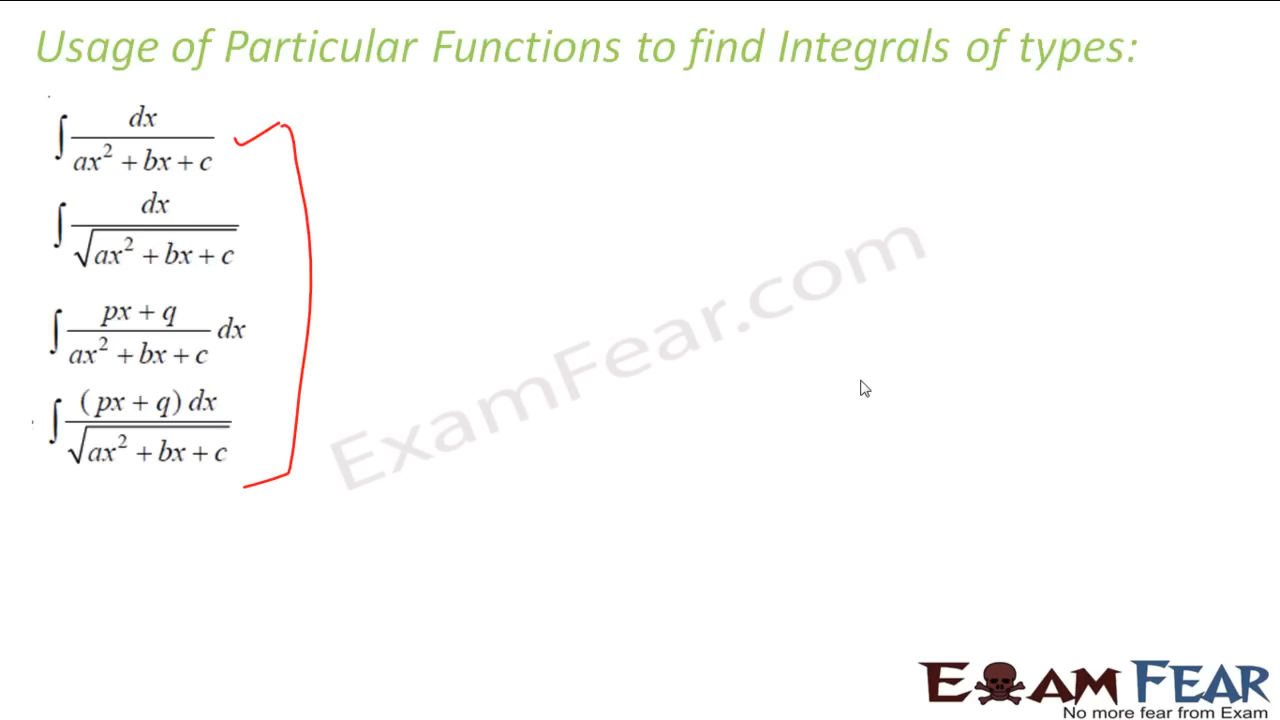 Usage of Particular Functions to find Integrals of types:
∫ dx / (ax² + bx + c)
∫ dx / √(ax² + bx + c)
∫ (px + q) / (ax² + bx + c) dx
∫ (px + q) dx / √(ax² + bx + c)
ExamFear.com
EXAM FEAR
No more fear from Exam